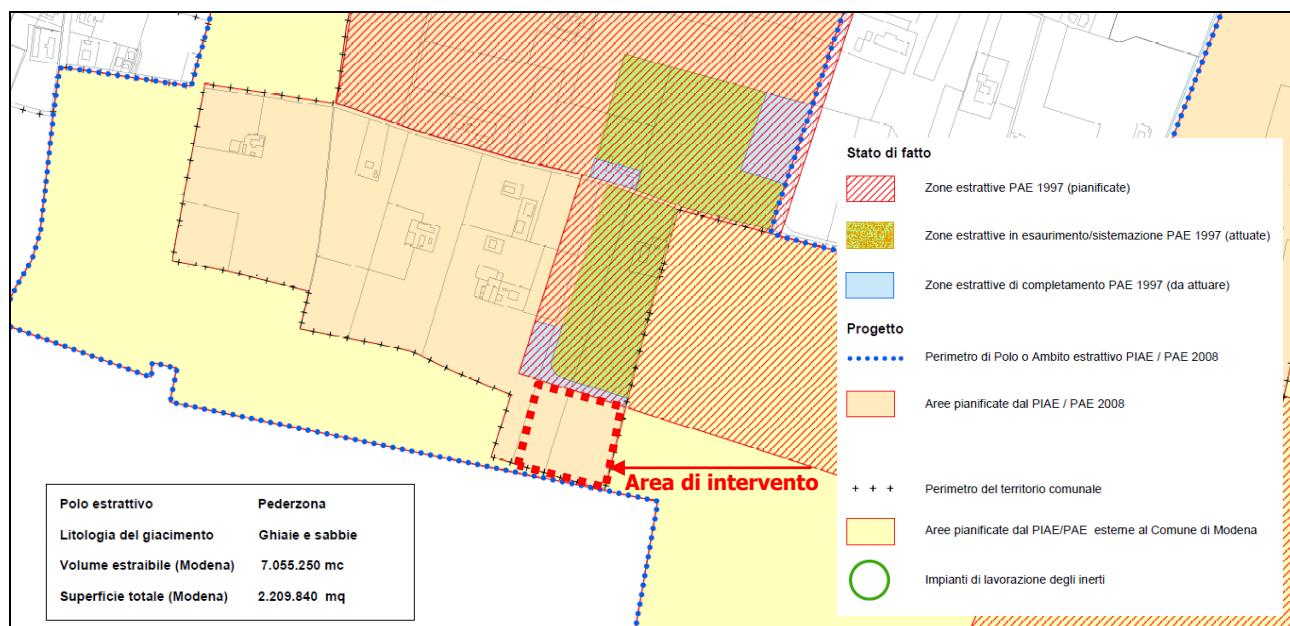 Stato di fatto
Zone estrattive PAE 1997 (pianificate)
Zone estrattive in esaurimento/sistemazione PAE 1997 (attuate)
Zone estrattive di completamento PAE 1997 (da attuare)
Progetto
Perimetro di Polo o Ambito estrattivo PIAE / PAE 2008
Aree pianificate dal PIAE / PAE 2008
Perimetro del territorio comunale
Aree pianificate dal PIAE/PAE esterne al Comune di Modena
Impianti di lavorazione degli inerti
Area di intervento
Polo estrattivo Pederzona
Litologia del giacimento Ghiaie e sabbie
Volume estraibile (Modena) 7.055.250 mc
Superficie totale (Modena) 2.209.840 mq